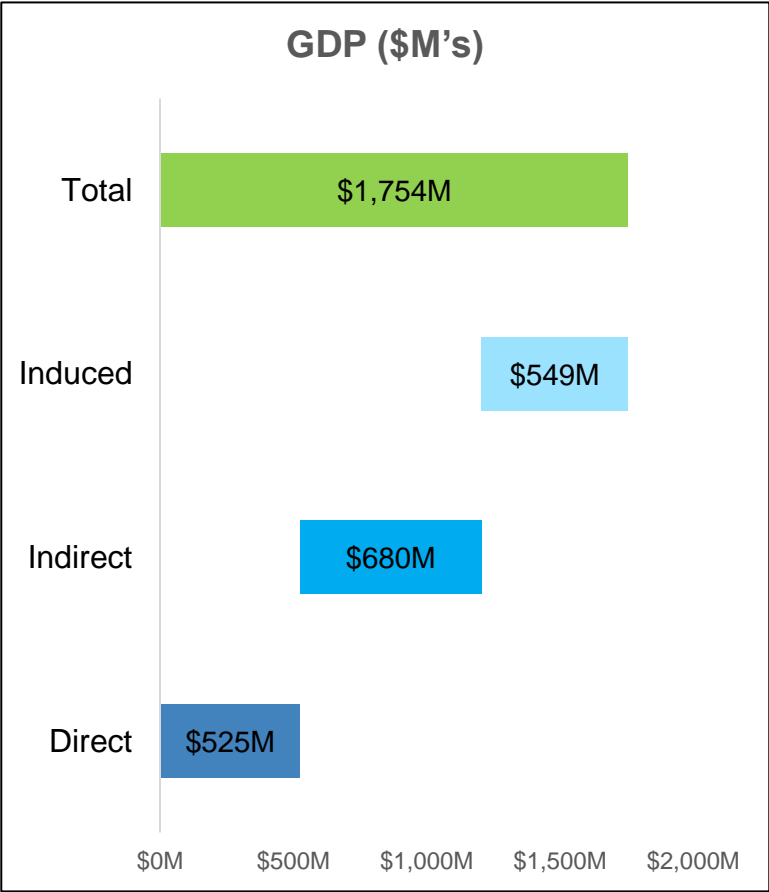 GDP ($M’s)
Total
$1,754M
Induced
$549M
Indirect
$680M
Direct
$525M
$0M $500M $1,000M $1,500M $2,000M